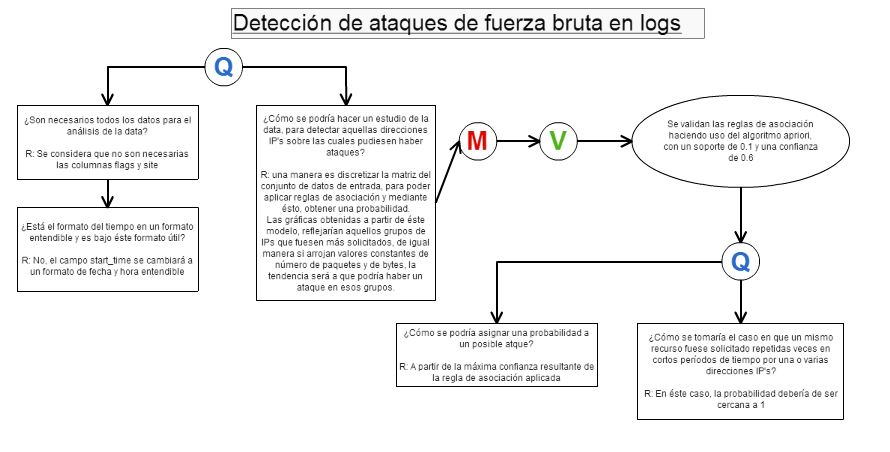 Detección de ataques de fuerza bruta en logs
Q
¿Son necesarios todos los datos para el
análisis de la data?
R: Se considera que no son necesarias
las columnas flags y site
¿Está el formato del tiempo en un formato
entendible y es bajo éste formato útil?
R: No, el campo start_time se cambiará a
un formato de fecha y hora entendible
¿Cómo se podría hacer un estudio de la
data, para detectar aquellas direcciones
IP's sobre las cuales pudiesen haber
ataques?
R: una manera es discretizar la matriz del
conjunto de datos de entrada, para poder
aplicar reglas de asociación y mediante
ésto, obtener una probabilidad.
Las gráficas obtenidas a partir de éste
modelo, reflejarían aquellos grupos de
IPs que fuesen más solicitados, de igual
manera si arrojan valores constantes de
número de paquetes y de bytes, la
tendencia será a que podría haber un
ataque en esos grupos.
M
V
Se validan las reglas de asociación
haciendo uso del algoritmo apriori,
con un soporte de 0.1 y una confianza
de 0.6
Q
¿Cómo se podría asignar una probabilidad a
un posible atque?
R: A partir de la máxima confianza resultante de
la regla de asociación aplicada
¿Cómo se tomaría el caso en que un mismo
recurso fuese solicitado repetidas veces en
cortos períodos de tiempo por una o varias
direcciones IP's?
R: En éste caso, la probabilidad debería de ser
cercana a 1